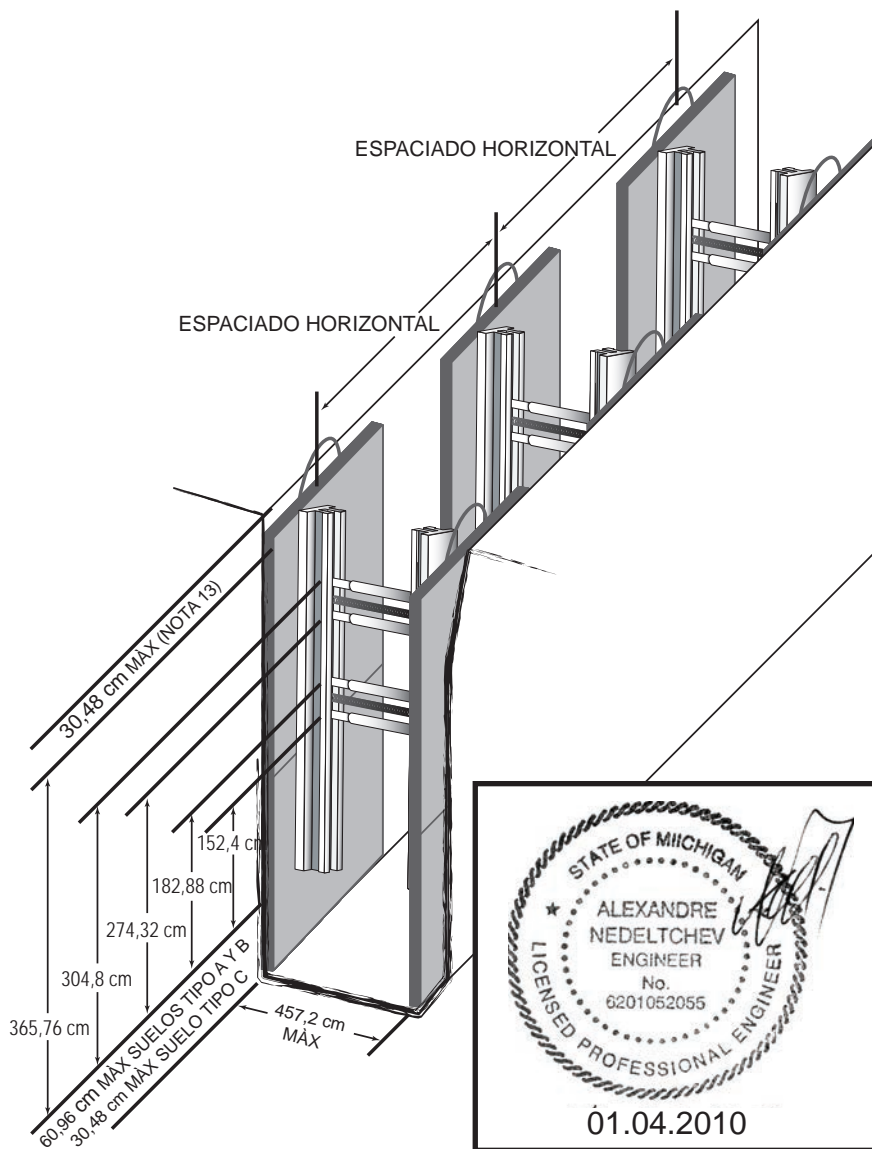 ESPACIADO HORIZONTAL
ESPACIADO HORIZONTAL
30,48 cm MÀX (NOTA 13)
152,4 cm
182,88 cm
274,32 cm
304,8 cm
365,76 cm
60,96 cm MÀX SUELOS TIPO A Y B
30,48 cm MÀX SUELO TIPO C
457,2 cm
MÀX
STATE OF MIICHIGAN
ALEXANDRE
NEDELTCHEV
ENGINEER
No.
6201052055
LICENSED PROFESSIONAL ENGINEER
01.04.2010